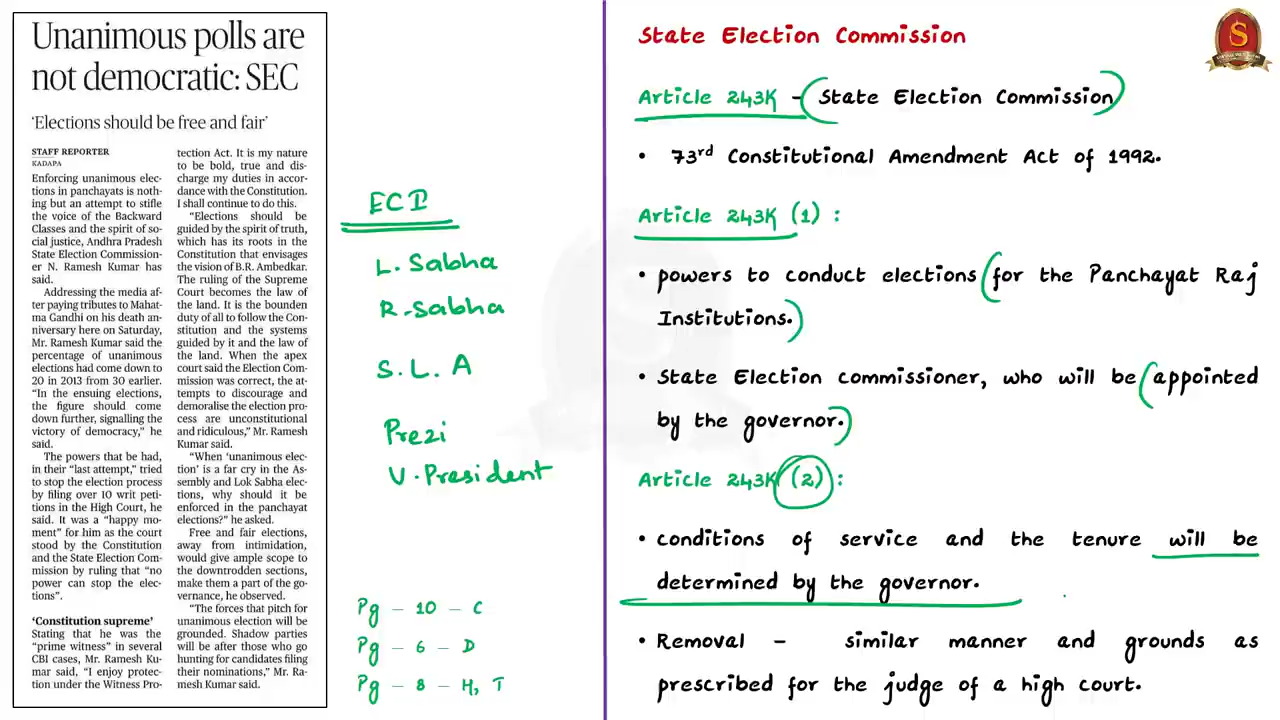 Unanimous polls are
not democratic: SEC
'Elections should be free and fair'
STAFF REPORTER
KADAPA
Enforcing unanimous elec-
tions in panchayats is noth-
ing but an attempt to stifle
the voice of the Backward
Classes and the spirit of so-
cial justice, Andhra Pradesh
State Election Commission-
er N. Ramesh Kumar has
said.
Addressing the media af-
ter paying tributes to Mahat-
ma Gandhi on his death an-
niversary here on Saturday,
Mr. Ramesh Kumar said the
percentage of unanimous
elections had come down to
20 in 2013 from 30 earlier.
"In the ensuing elections,
the figure should come
down further, signalling the
victory of democracy," he
said.
The powers that be had,
in their "last attempt," tried
to stop the election process
by filing over 10 writ peti-
tions in the High Court, he
said. It was a "happy mo-
ment" for him as the court
stood by the Constitution
and the State Election Com-
mission by ruling that "no
power can stop the elec-
tions".
'Constitution supreme'
Stating that he was the
"prime witness" in several
CBI cases, Mr. Ramesh Ku-
mar said, "I enjoy protec-
tion under the Witness Pro-
tection Act. It is my nature
to be bold, true and dis-
charge my duties in accor-
dance with the Constitution.
I shall continue to do this.
"Elections should be
guided by the spirit of truth,
which has its roots in the
Constitution that envisages
the vision of B.R. Ambedkar.
The ruling of the Supreme
Court becomes the law of
the land. It is the bounden
duty of all to follow the Con-
stitution and the systems
guided by it and the law of
the land. When the apex
court said the Election Com-
mission was correct, the at-
tempts to discourage and
demoralise the election pro-
cess are unconstitutional
and ridiculous," Mr. Ramesh
Kumar said.
"When 'unanimous elec-
tion' is a far cry in the As-
sembly and Lok Sabha elec-
tions, why should it be
enforced in the panchayat
elections?" he asked.
Free and fair elections,
away from intimidation,
would give ample scope to
the downtrodden sections,
make them a part of the go-
vernance, he observed.
"The forces that pitch for
unanimous election will be
grounded. Shadow parties
will be after those who go
hunting for candidates filing
their nominations," Mr. Ra-
mesh Kumar said.
ECI
L. Sabha
R. Sabha
S. L. A
Prezi
V. President
Pg - 10 - C
Pg - 6 - D
Pg - 8 - H, T
State Election Commission
Article 243K - (State Election Commission)
• 73rd Constitutional Amendment Act of 1992.
Article 243K (1) :
• powers to conduct elections (for the Panchayat Raj
Institutions.)
• State Election commissioner, who will be (appointed
by the governor.)
Article 243K (2) :
• conditions of service and the tenure will be
determined by the governor.
• Removal – similar manner and grounds as
prescribed for the judge of a high court.
S